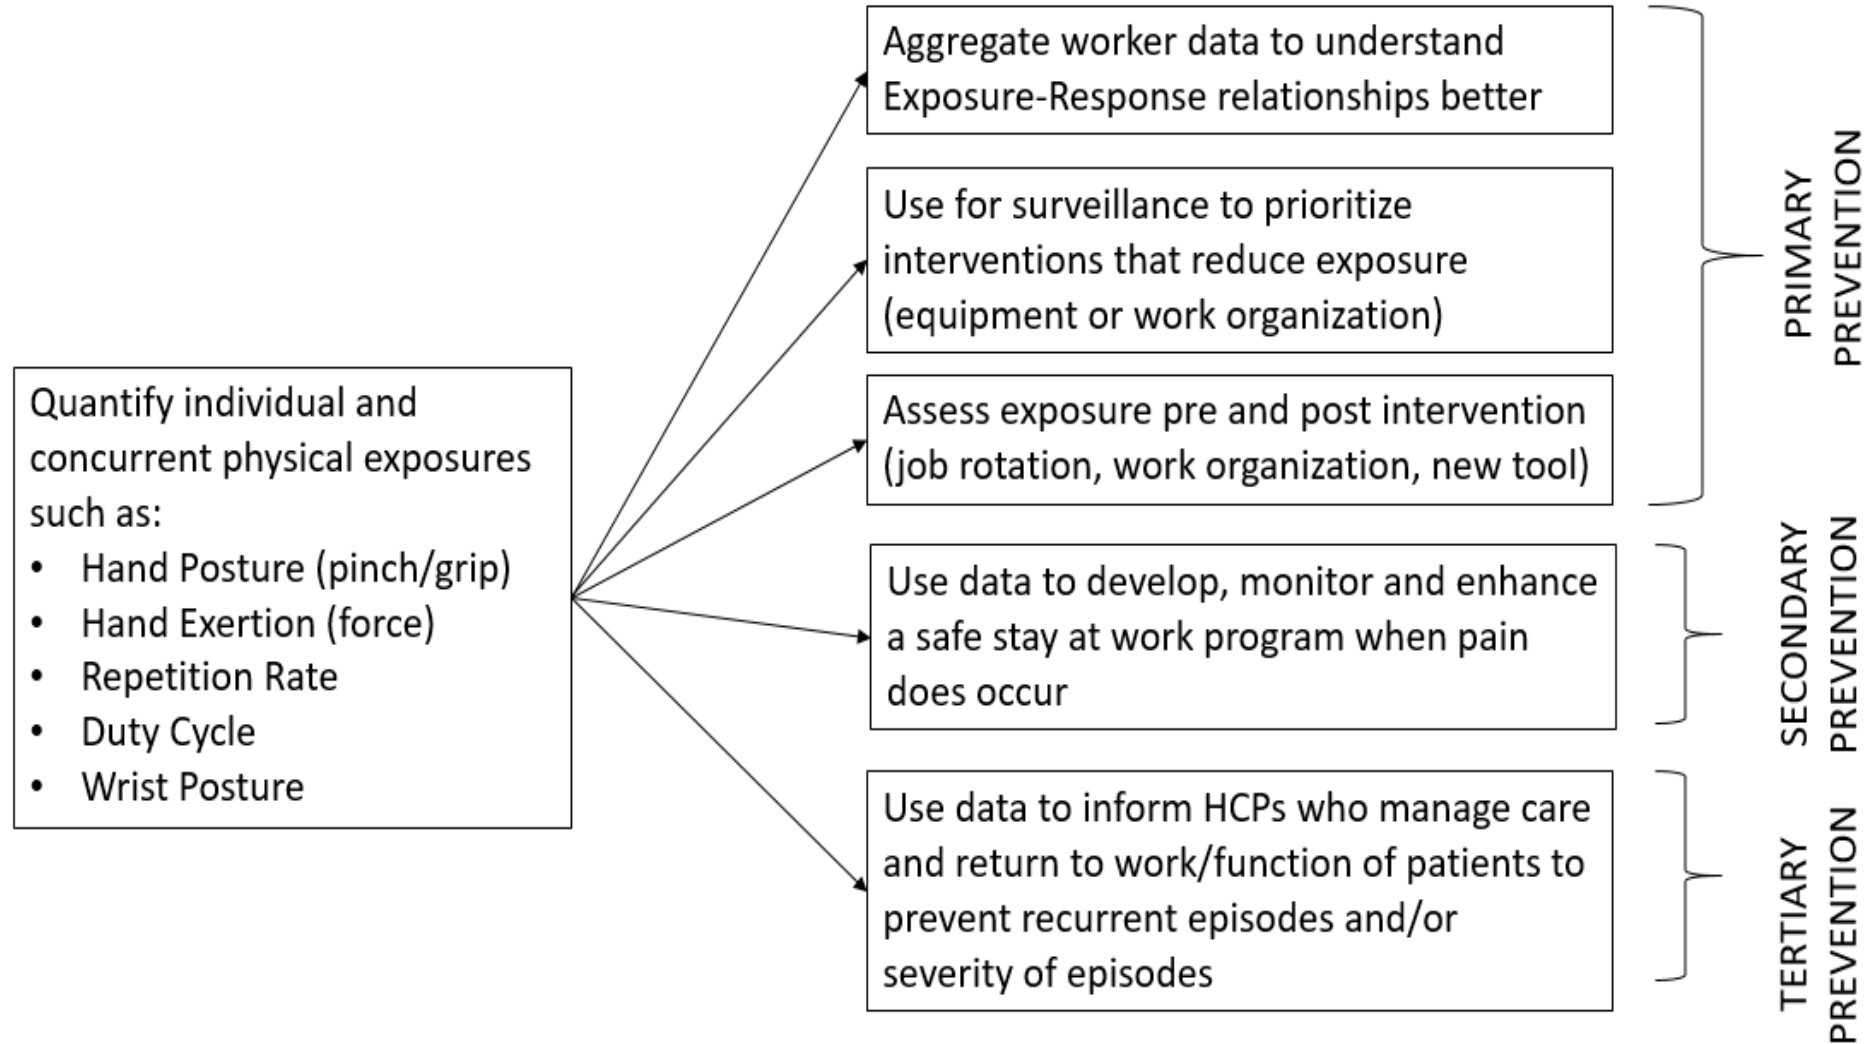 Quantify individual and
concurrent physical exposures
such as:
• Hand Posture (pinch/grip)
• Hand Exertion (force)
• Repetition Rate
• Duty Cycle
• Wrist Posture
Aggregate worker data to understand
Exposure-Response relationships better
Use for surveillance to prioritize
interventions that reduce exposure
(equipment or work organization)
Assess exposure pre and post intervention
(job rotation, work organization, new tool)
PRIMARY
PREVENTION
Use data to develop, monitor and enhance
a safe stay at work program when pain
does occur
SECONDARY
PREVENTION
Use data to inform HCPs who manage care
and return to work/function of patients to
prevent recurrent episodes and/or
severity of episodes
TERTIARY
PREVENTION